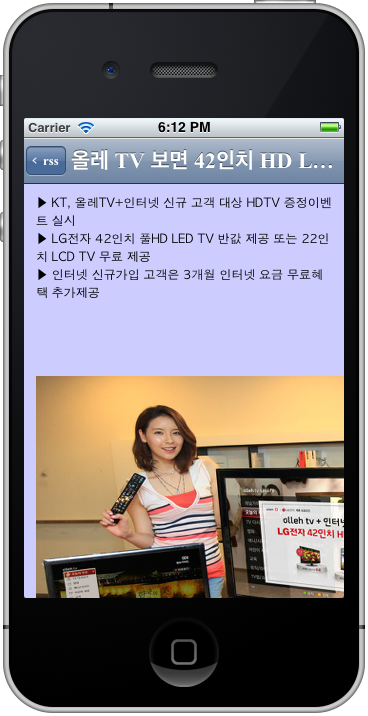 Carrier 6:12 PM
rss 올레 TV 보면 42인치 HD L...
▶ KT, 올레TV+인터넷 신규 고객 대상 HDTV 증정이벤
트 실시
▶ LG전자 42인치 풀HD LED TV 반값 제공 또는 22인
치 LCD TV 무료 제공
▶ 인터넷 신규가입 고객은 3개월 인터넷 요금 무료혜
택 추가제공
olleh tv
olleh tv + 인터넷
LG전자 42인치 H